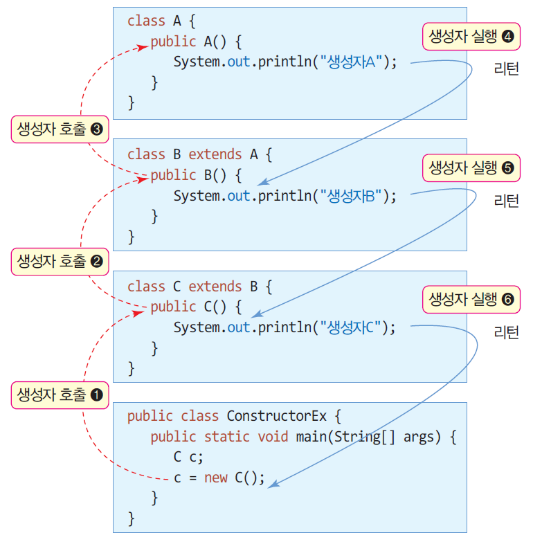 class A {
public A() {
System.out.println("생성자A");
}
}
생성자 실행 ❹
리턴
생성자 호출 ❸
class B extends A {
public B() {
System.out.println("생성자B");
}
}
생성자 실행 ❺
리턴
생성자 호출 ❷
class C extends B {
public C() {
System.out.println("생성자C");
}
}
생성자 실행 ❻
리턴
생성자 호출 ❶
public class ConstructorEx {
public static void main(String[] args) {
C c;
c = new C();
}
}